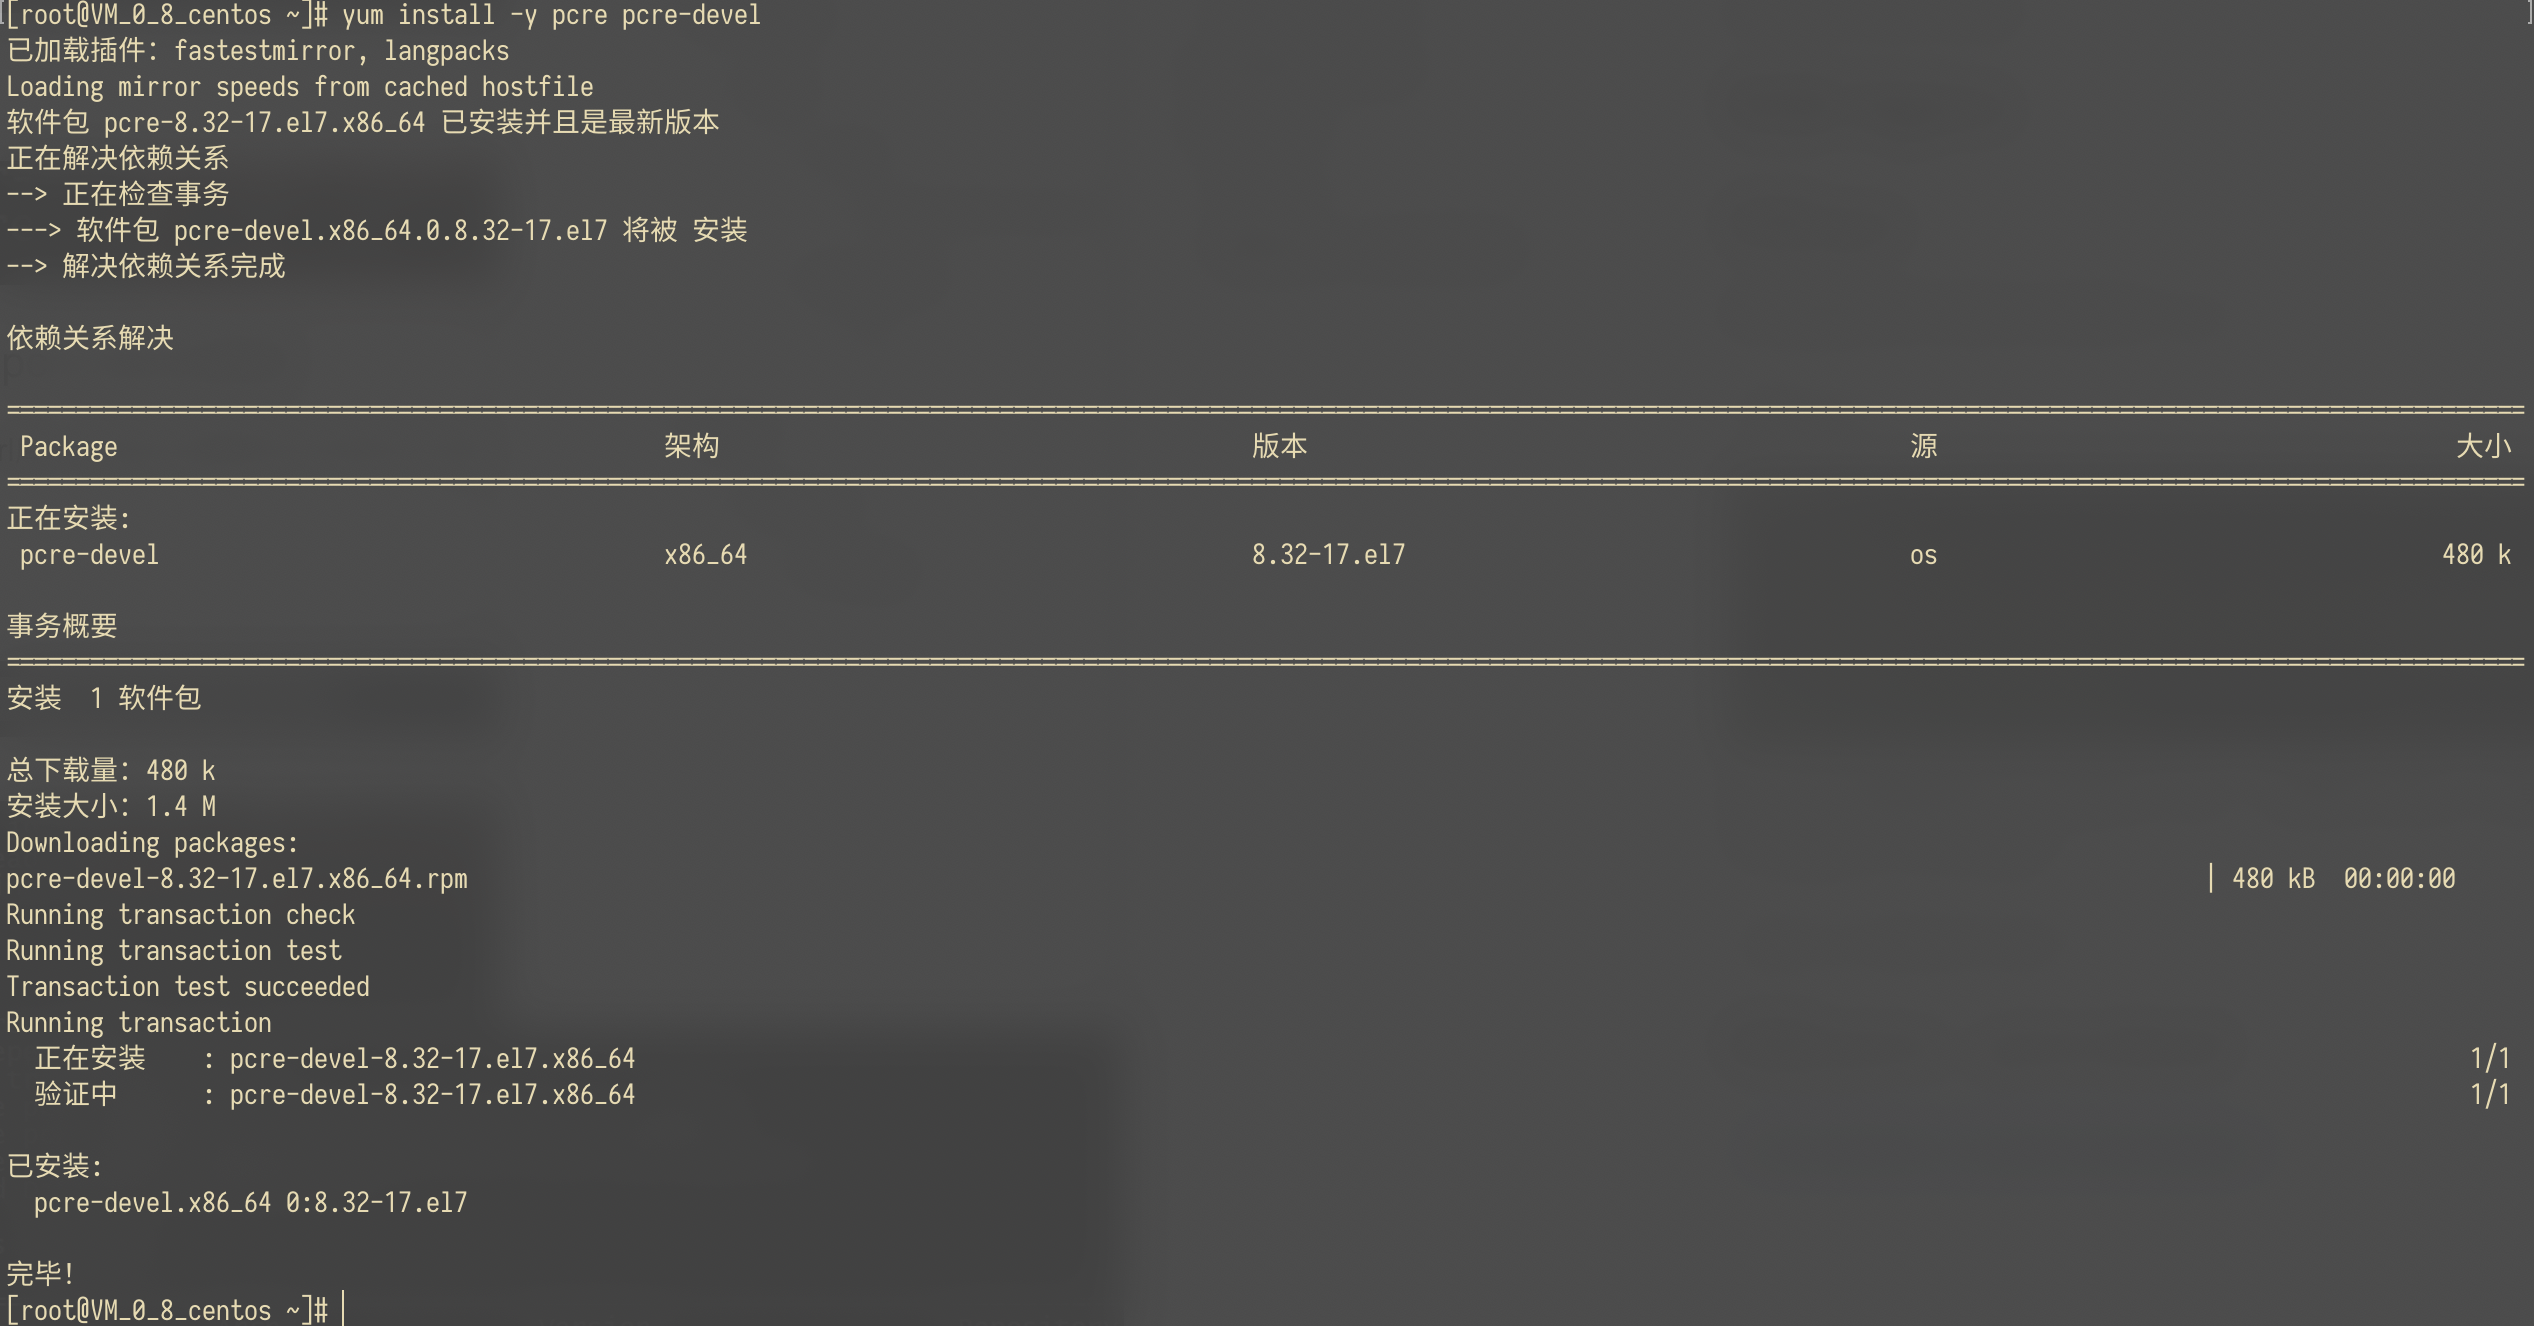 [root@VM_0_8_centos ~]# yum install -y pcre pcre-devel
已加载插件：fastestmirror, langpacks
Loading mirror speeds from cached hostfile
软件包 pcre-8.32-17.el7.x86_64 已安装并且是最新版本
正在解决依赖关系
--> 正在检查事务
---> 软件包 pcre-devel.x86_64.0.8.32-17.el7 将被 安装
--> 解决依赖关系完成
依赖关系解决
Package 架构 版本 源 大小
正在安装:
pcre-devel x86_64 8.32-17.el7 os 480 k
事务概要
安装 1 软件包
总下载量：480 k
安装大小：1.4 M
Downloading packages:
pcre-devel-8.32-17.el7.x86_64.rpm | 480 kB 00:00:00
Running transaction check
Running transaction test
Transaction test succeeded
Running transaction
正在安装 : pcre-devel-8.32-17.el7.x86_64 1/1
验证中 : pcre-devel-8.32-17.el7.x86_64 1/1
已安装:
pcre-devel.x86_64 0:8.32-17.el7
完毕！
[root@VM_0_8_centos ~]#